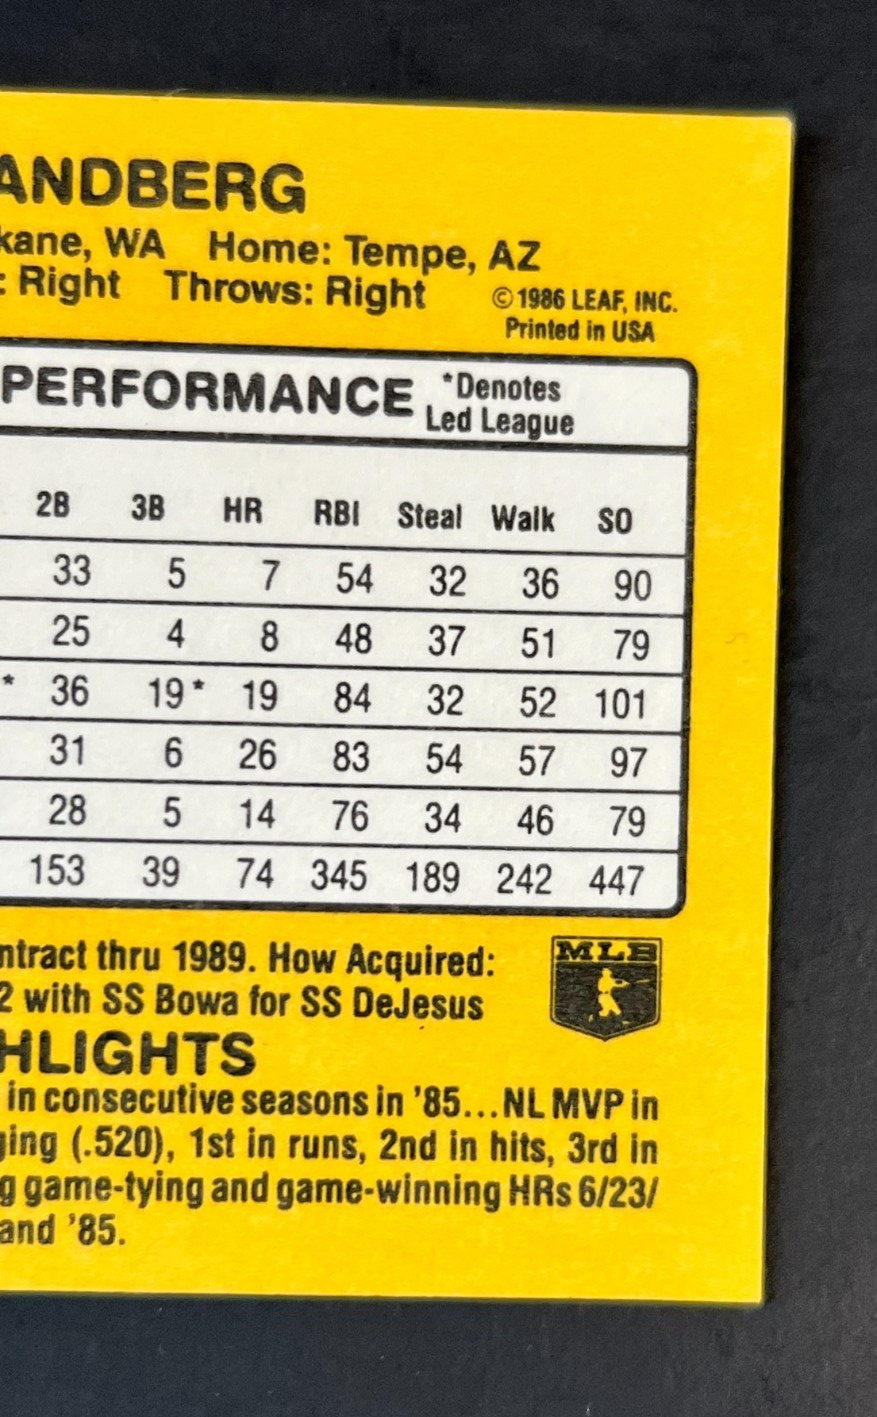 ANDBERG
kane, WA Home: Tempe, AZ
: Right Throws: Right © 1986 LEAF, INC.
Printed in USA
PERFORMANCE *Denotes
Led League
2B 3B HR RBI Steal Walk SO
33 5 7 54 32 36 90
25 4 8 48 37 51 79
* 36 19* 19 84 32 52 101
31 6 26 83 54 57 97
28 5 14 76 34 46 79
153 39 74 345 189 242 447
ntract thru 1989. How Acquired:
2 with SS Bowa for SS DeJesus
MLB
HLIGHTS
in consecutive seasons in '85...NL MVP in
ging (.520), 1st in runs, 2nd in hits, 3rd in
g game-tying and game-winning HRs 6/23/
and '85.